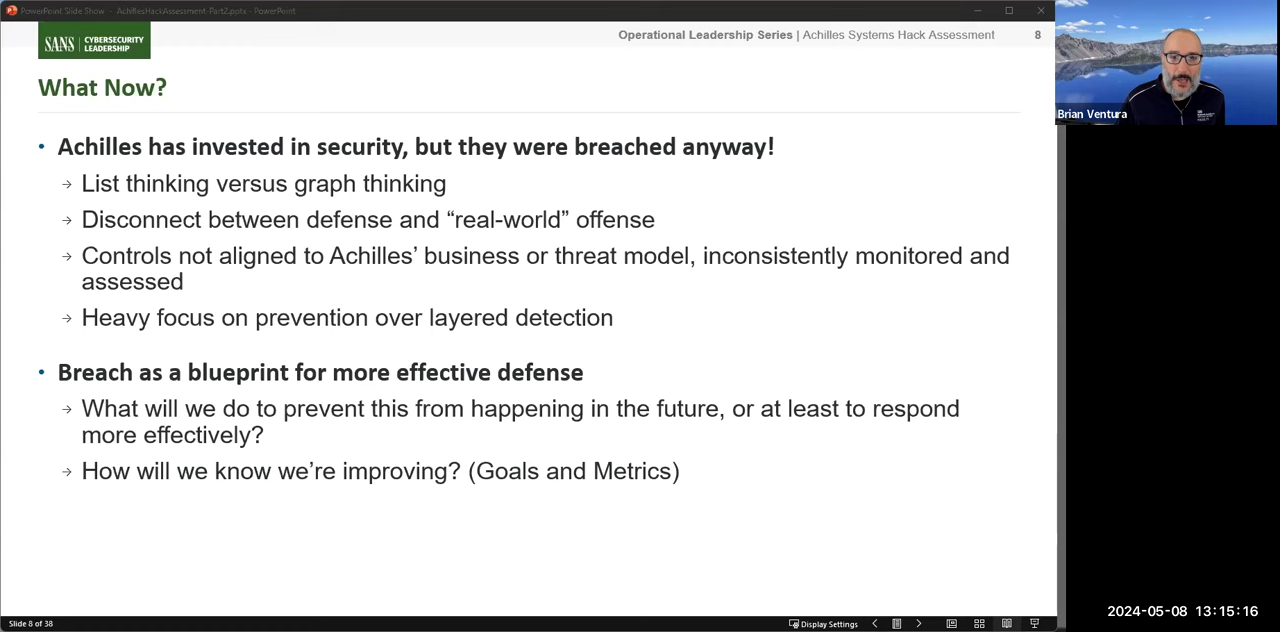 PowerPoint Slide Show - AchillesHackAssessment-Part2.pptx - PowerPoint
SANS | CYBERSECURITY
LEADERSHIP
Operational Leadership Series | Achilles Systems Hack Assessment 8
What Now?
• Achilles has invested in security, but they were breached anyway!
→ List thinking versus graph thinking
→ Disconnect between defense and “real-world” offense
→ Controls not aligned to Achilles’ business or threat model, inconsistently monitored and
assessed
→ Heavy focus on prevention over layered detection
• Breach as a blueprint for more effective defense
→ What will we do to prevent this from happening in the future, or at least to respond
more effectively?
→ How will we know we’re improving? (Goals and Metrics)
Slide 8 of 38
Display Settings
Brian Ventura
2024-05-08 13:15:16